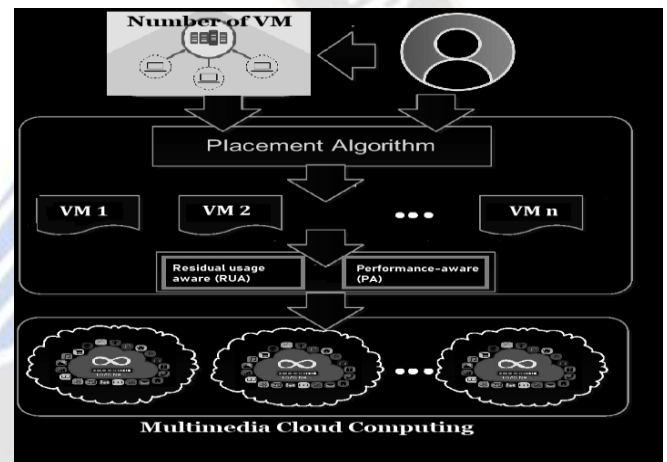 Number of VM
Placement Algorithm
VM 1
VM 2
VM n
Residual usage
aware (RUA)
Performance-aware
(PA)
Multimedia Cloud Computing